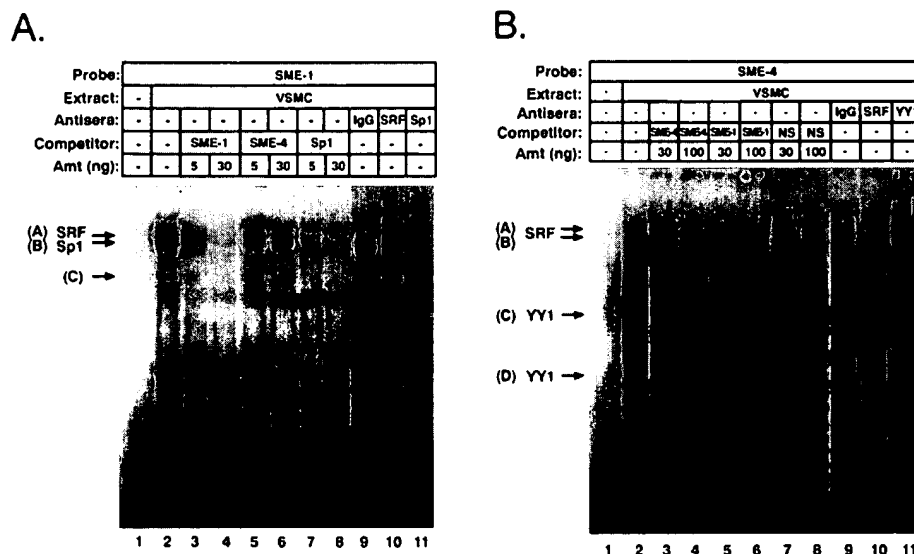 A.
Probe: SME-1
Extract: - VSMC
Antisera: - - - - - - - IgG SRF Sp1
Competitor: - - SME-1 SME-4 Sp1 - - -
Amt (ng): - - 5 30 5 30 5 30 - - -
(A) SRF
(B) Sp1
(C)
1 2 3 4 5 6 7 8 9 10 11
B.
Probe: SME-4
Extract: - VSMC
Antisera: - - - - - - - - IgG SRF YY1
Competitor: - - SME-4 SME-4 SME-1 SME-1 NS NS - - -
Amt (ng): - - 30 100 30 100 30 100 - - -
(A) SRF
(B)
(C) YY1
(D) YY1
1 2 3 4 5 6 7 8 9 10 11